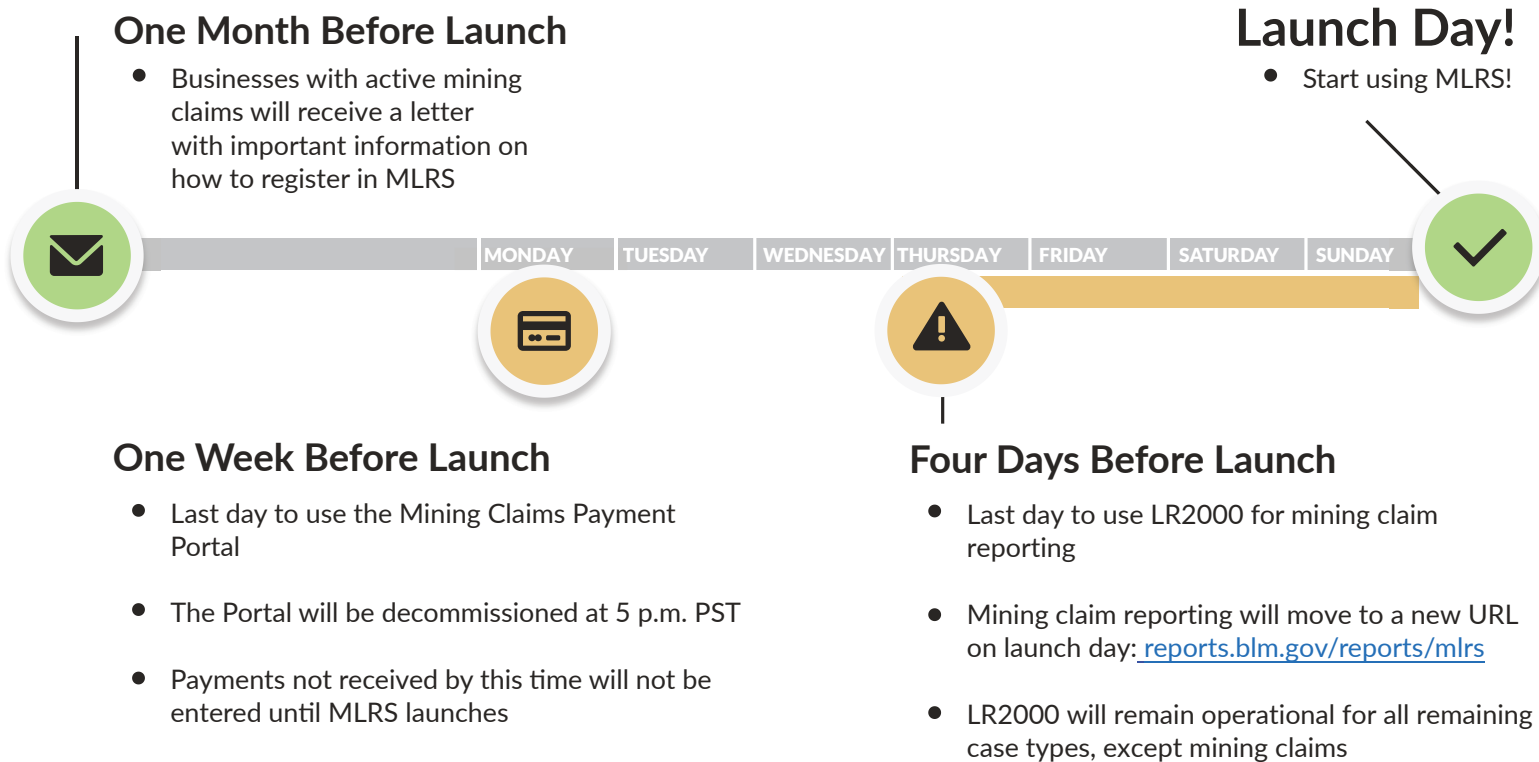 One Month Before Launch
• Businesses with active mining
claims will receive a letter
with important information on
how to register in MLRS
Launch Day!
• Start using MLRS!
MONDAY
TUESDAY
WEDNESDAY
THURSDAY
FRIDAY
SATURDAY
SUNDAY
One Week Before Launch
• Last day to use the Mining Claims Payment
Portal
• The Portal will be decommissioned at 5 p.m. PST
• Payments not received by this time will not be
entered until MLRS launches
Four Days Before Launch
• Last day to use LR2000 for mining claim
reporting
• Mining claim reporting will move to a new URL
on launch day: reports.blm.gov/reports/mlrs
• LR2000 will remain operational for all remaining
case types, except mining claims